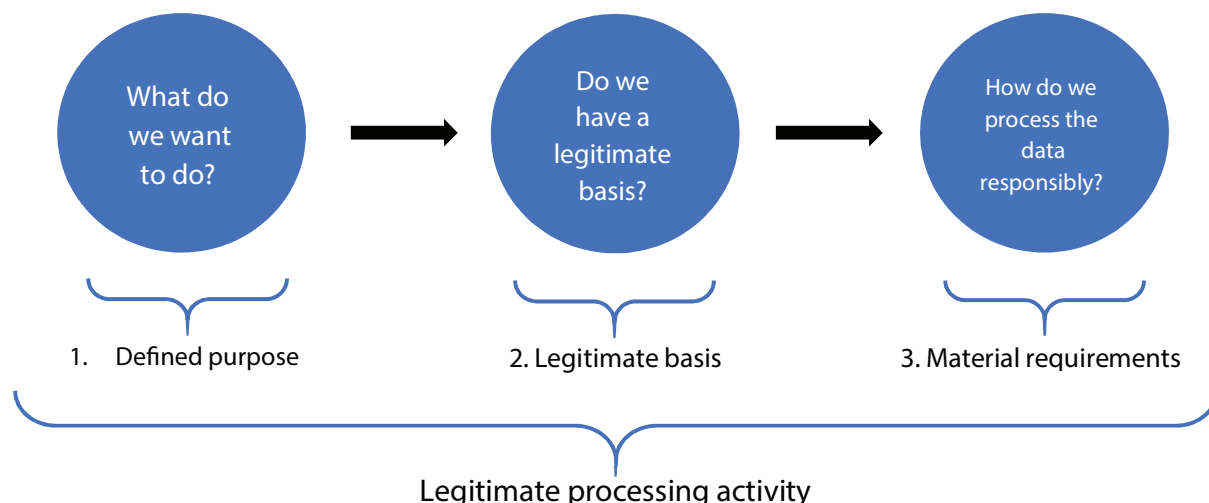 What do
we want
to do?
Do we
have a
legitimate
basis?
How do we
process the
data
responsibly?
1. Defined purpose
2. Legitimate basis
3. Material requirements
Legitimate processing activity